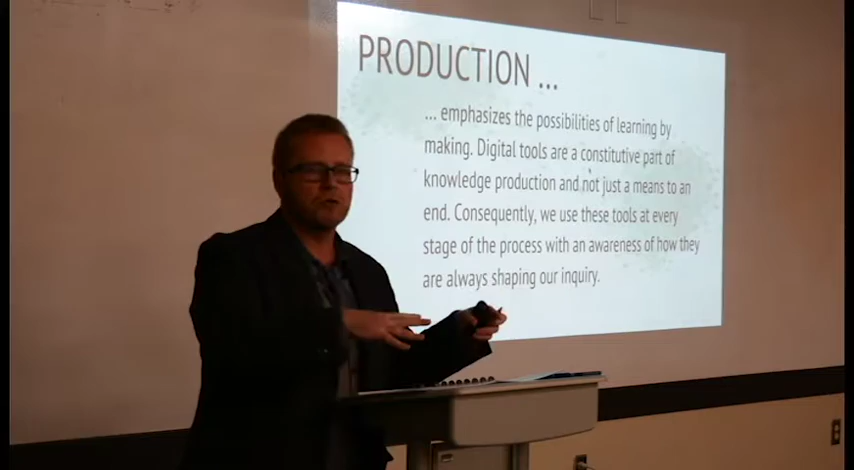 PRODUCTION ...
... emphasizes the possibilities of learning by
making. Digital tools are a constitutive part of
knowledge production and not just a means to an
end. Consequently, we use these tools at every
stage of the process with an awareness of how they
are always shaping our inquiry.